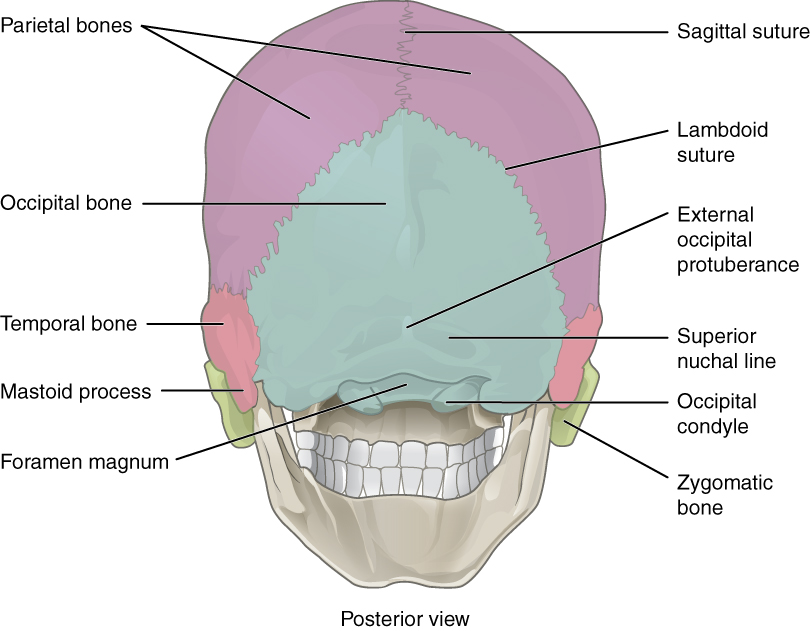 Parietal bones
Occipital bone
Temporal bone
Mastoid process
Foramen magnum
Sagittal suture
Lambdoid
suture
External
occipital
protuberance
Superior
nuchal line
Occipital
condyle
Zygomatic
bone
Posterior view